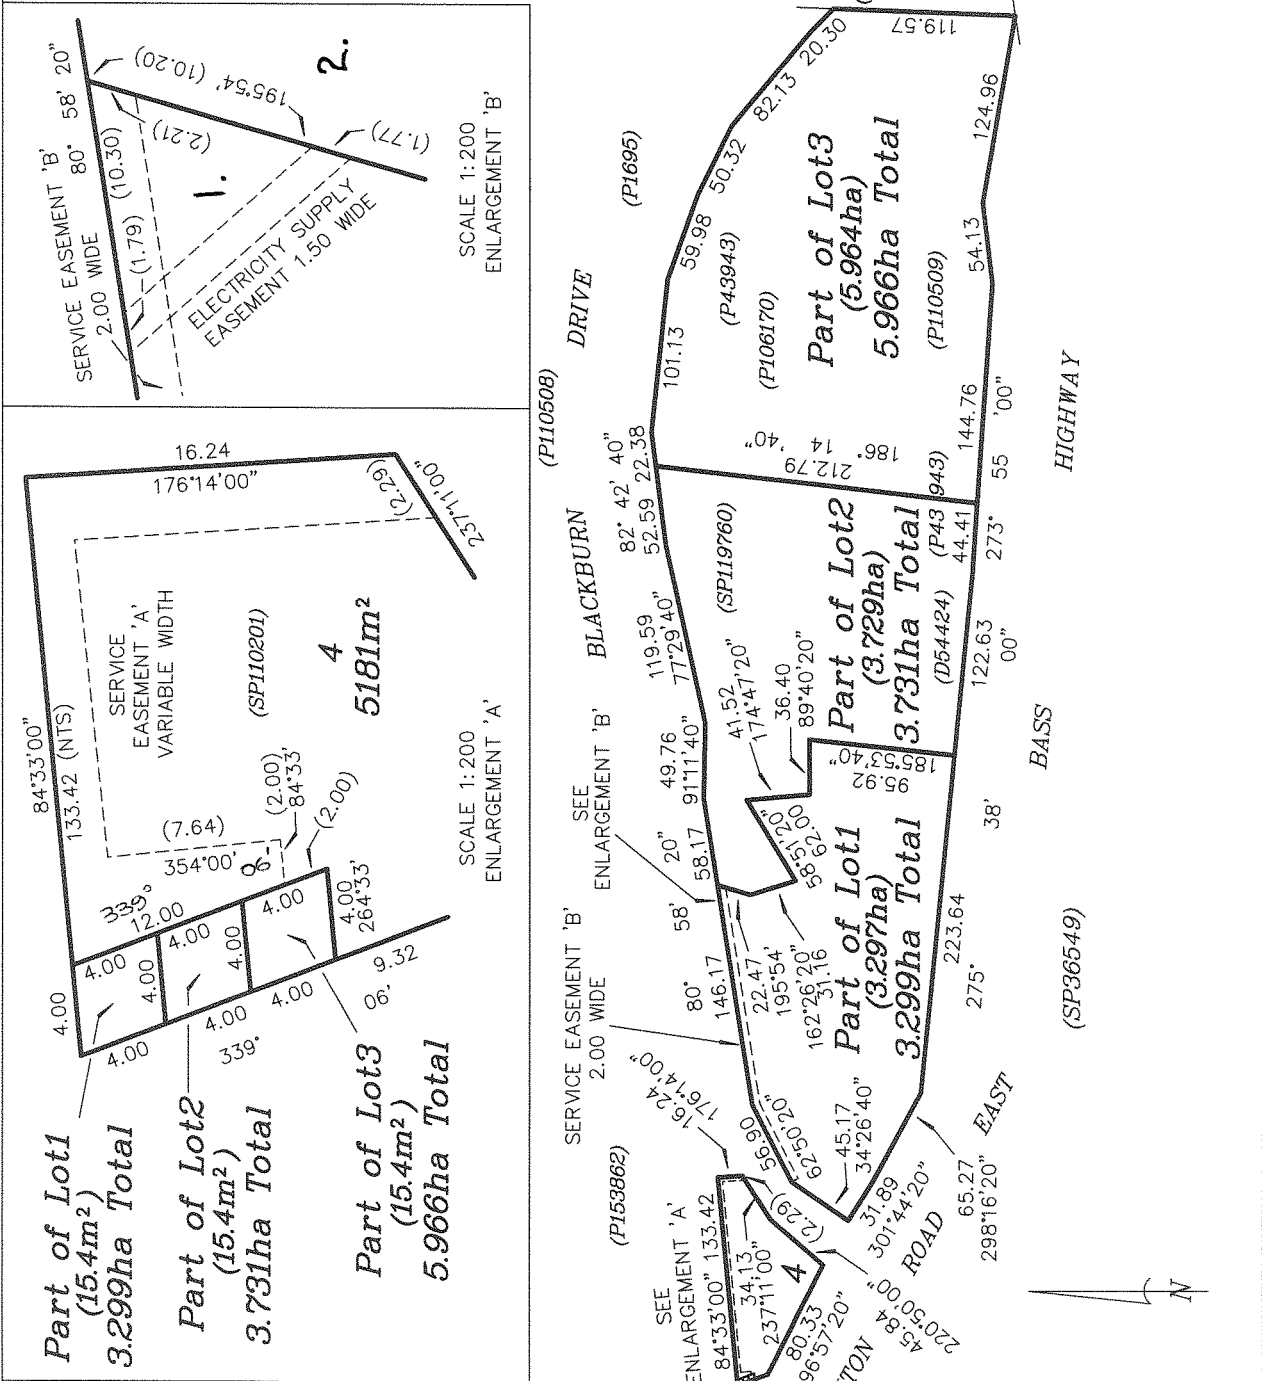 SERVICE EASEMENT 'B'
2.00 WIDE
80° 58' 20"
(10.30)
(1.79)
(2.21)
(10.20)
195°54'
(1.77)
1.
2.
ELECTRICITY SUPPLY
EASEMENT 1.50 WIDE
SCALE 1:200
ENLARGEMENT 'B'
16.24
176°14'00"
(2.29)
237°11'00"
84°33'00"
133.42 (NTS)
SERVICE
EASEMENT 'A'
VARIABLE WIDTH
(SP110201)
4
5181m²
(7.64)
354°00'
(2.00)
84°33'
(2.00)
339°
06'
12.00
4.00
4.00
4.00
4.00
4.00
4.00
4.00
4.00
4.00
4.00
264°33'
9.32
339°
06'
SCALE 1:200
ENLARGEMENT 'A'
Part of Lot1
(15.4m²)
3.299ha Total
Part of Lot2
(15.4m²)
3.731ha Total
Part of Lot3
(15.4m²)
5.966ha Total
(P1695)
(P110508)
BLACKBURN DRIVE
119.57
20.30
82.13
50.32
59.98
101.13
22.38
82° 42' 40"
52.59
119.59
77°29'40"
49.76
91°11'40"
58.17
80° 58' 20"
146.17
124.96
54.13
144.76
273° 55 '00"
44.41
122.63
275° 38' 00"
223.64
(P43943)
(P106170)
Part of Lot3
(5.964ha)
5.966ha Total
(P110509)
186° 14 '40"
212.79
(P43 943)
(SP119760)
Part of Lot2
(3.729ha)
3.731ha Total
(D54424)
41.52
174°47'20"
36.40
89°40'20"
185°53'40"
95.92
58°51'20"
62.00
22.47
195°54'
162°26'20"
31.16
Part of Lot1
(3.297ha)
3.299ha Total
SEE
ENLARGEMENT 'B'
SERVICE EASEMENT 'B'
2.00 WIDE
16.24
176°14'00"
56.90
62°50'20"
45.17
34°26'40"
31.89
301°44'20"
65.27
298°16'20"
BASS HIGHWAY
(SP36549)
EAST
ROAD
TON
(P153862)
SEE
ENLARGEMENT 'A'
84°33'00" 133.42
34.13
237°11'00"
(2.29)
4
80.33
96°57'20"
45.84
220°50'00"
N